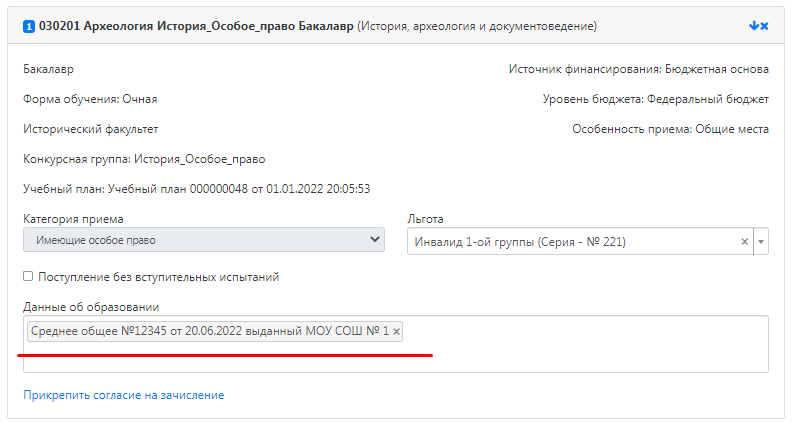 1 030201 Археология История_Особое_право Бакалавр (История, археология и документоведение)
Бакалавр
Источник финансирования: Бюджетная основа
Форма обучения: Очная
Уровень бюджета: Федеральный бюджет
Исторический факультет
Особенность приема: Общие места
Конкурсная группа: История_Особое_право
Учебный план: Учебный план 000000048 от 01.01.2022 20:05:53
Категория приема
Льгота
Имеющие особое право
Инвалид 1-ой группы (Серия - № 221)
Поступление без вступительных испытаний
Данные об образовании
Среднее общее №12345 от 20.06.2022 выданный МОУ СОШ № 1
Прикрепить согласие на зачисление